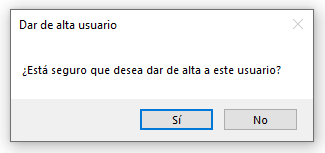 Dar de alta usuario
¿Está seguro que desea dar de alta a este usuario?
Sí
No